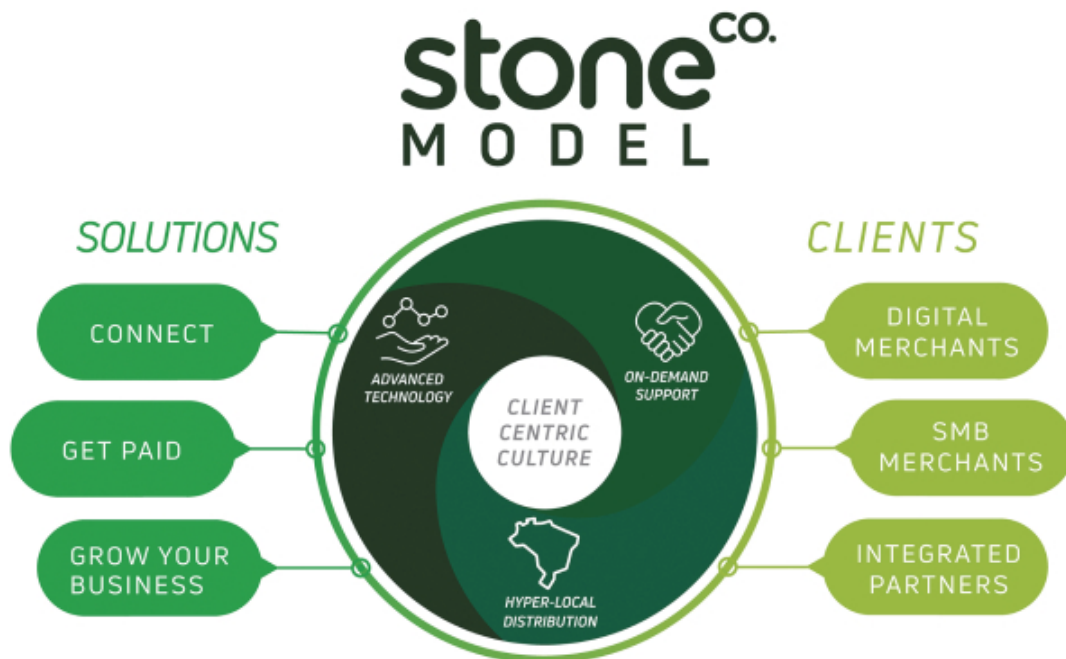 stone CO.
MODEL
SOLUTIONS
CONNECT
GET PAID
GROW YOUR
BUSINESS
ADVANCED
TECHNOLOGY
ON-DEMAND
SUPPORT
CLIENT
CENTRIC
CULTURE
HYPER-LOCAL
DISTRIBUTION
CLIENTS
DIGITAL
MERCHANTS
SMB
MERCHANTS
INTEGRATED
PARTNERS